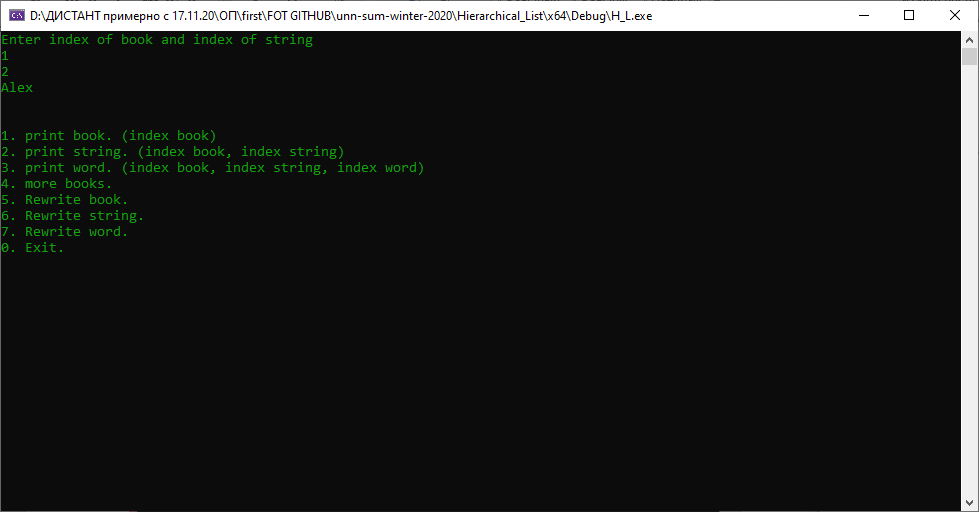 D:\ДИСТАНТ примерно с 17.11.20\ОП\first\FOT GITHUB\unn-sum-winter-2020\Hierarchical_List\x64\Debug\H_L.exe
Enter index of book and index of string
1
2
Alex
1. print book. (index book)
2. print string. (index book, index string)
3. print word. (index book, index string, index word)
4. more books.
5. Rewrite book.
6. Rewrite string.
7. Rewrite word.
0. Exit.